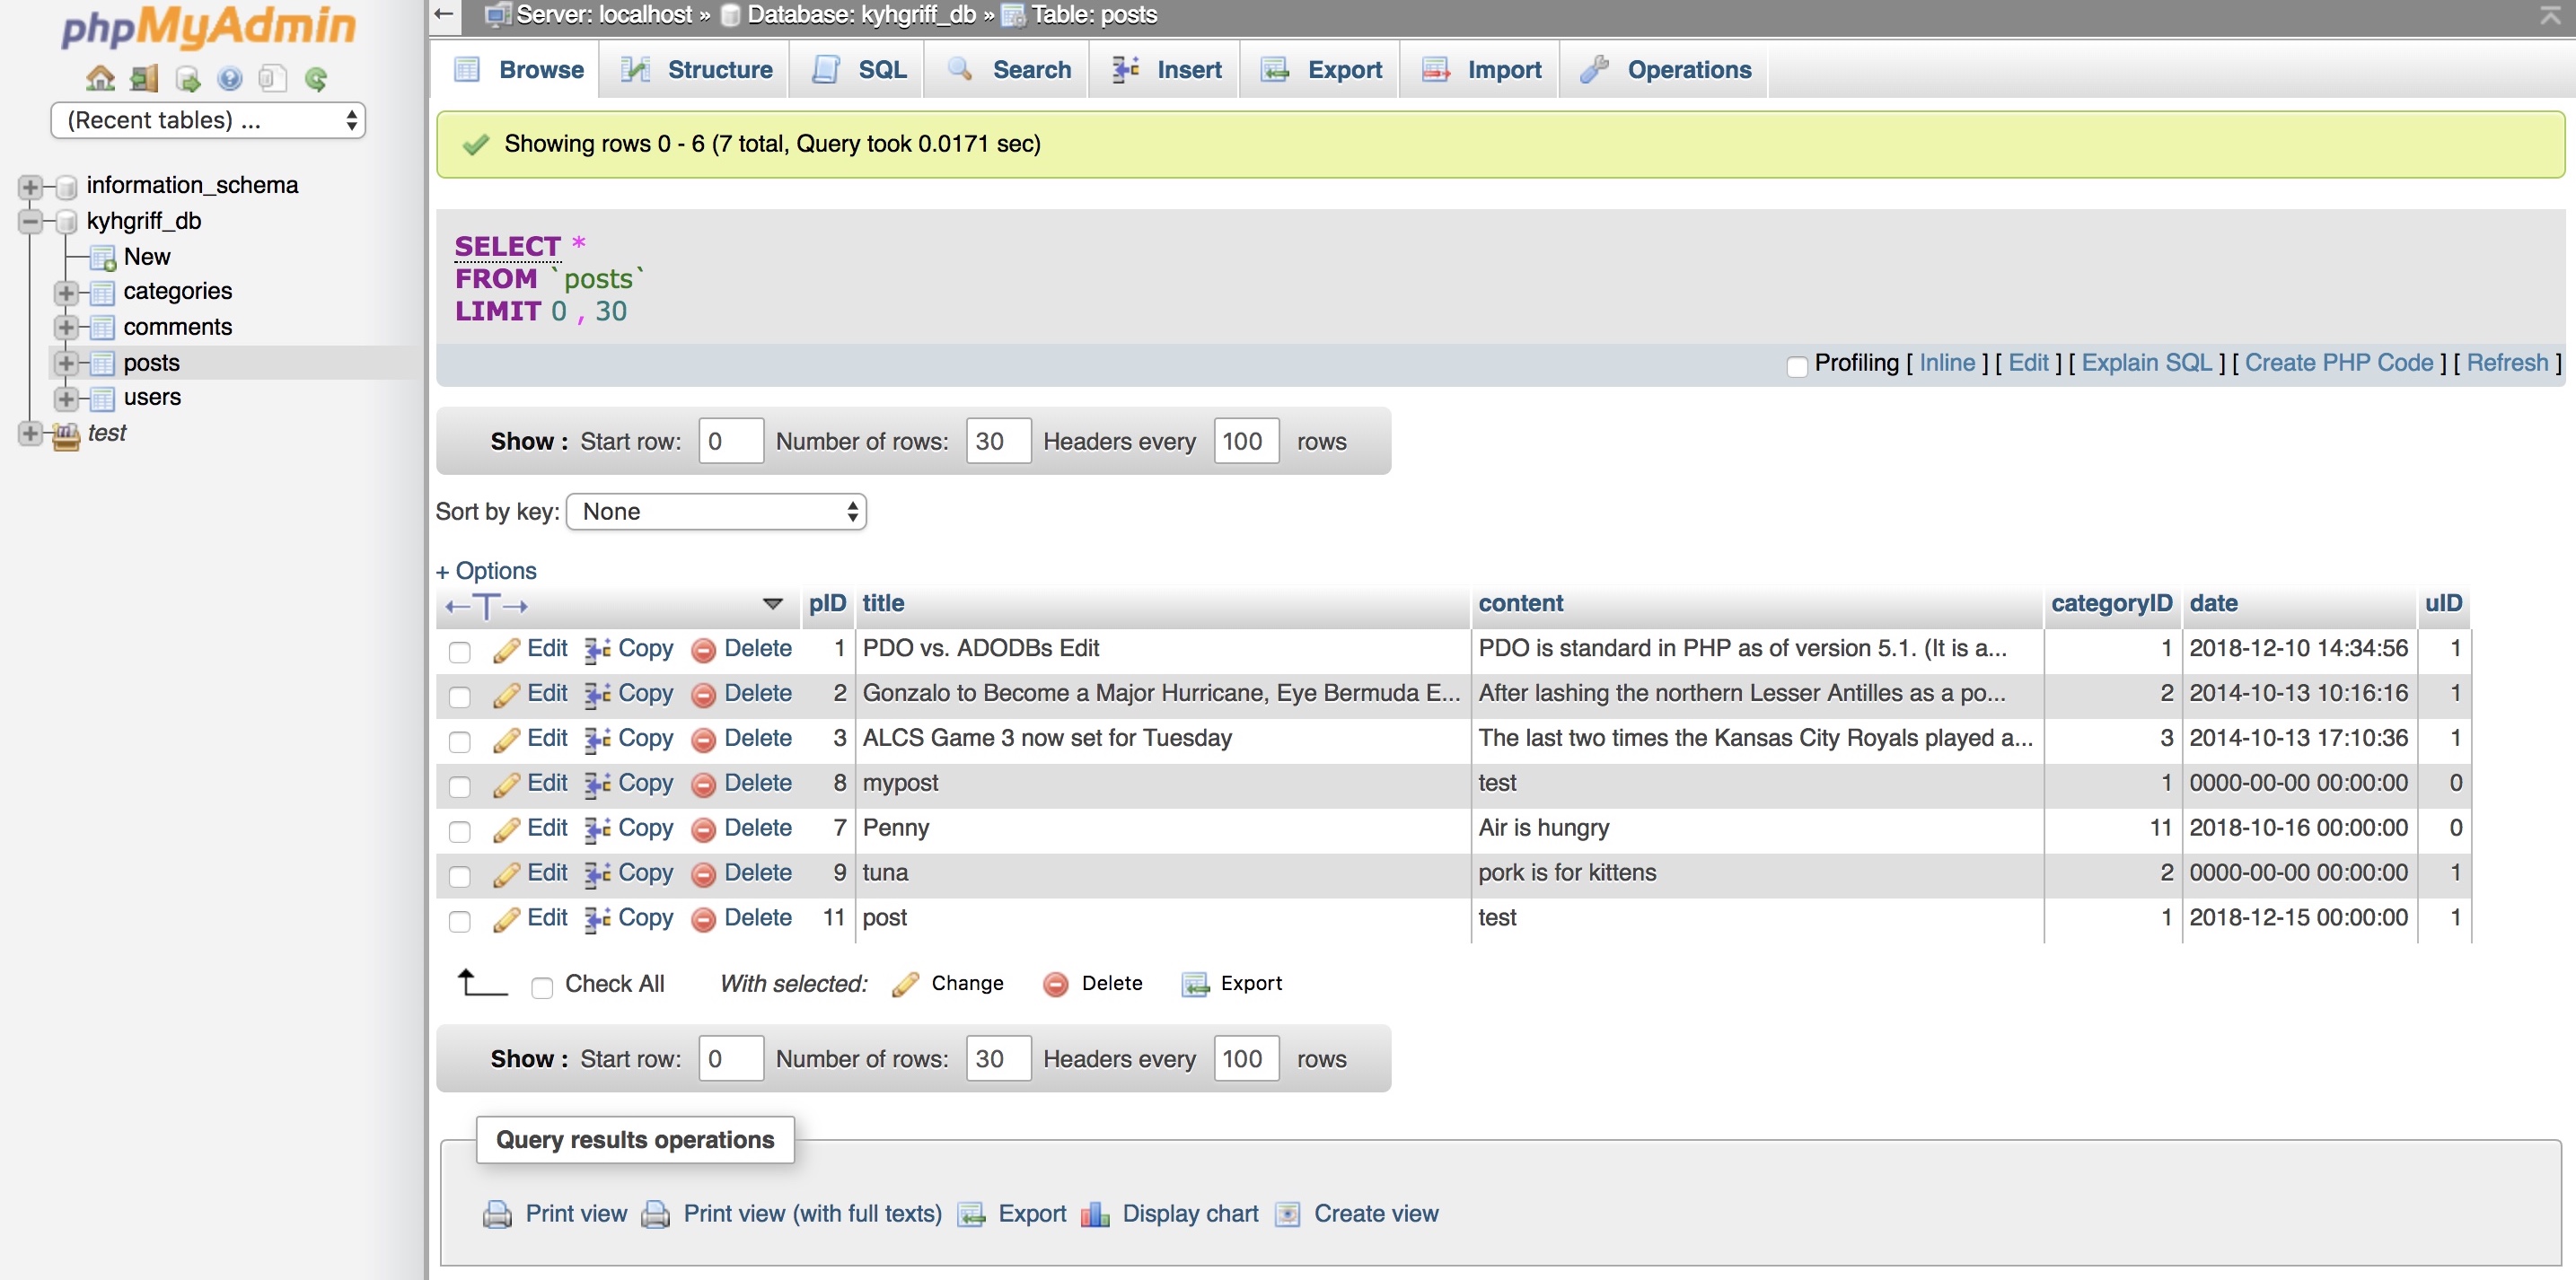 phpMyAdmin
(Recent tables) ...
information_schema
kyhgriff_db
New
categories
comments
posts
users
test
Server: localhost » Database: kyhgriff_db » Table: posts
Browse Structure SQL Search Insert Export Import Operations
Showing rows 0 - 6 (7 total, Query took 0.0171 sec)
SELECT *
FROM `posts`
LIMIT 0 , 30
Profiling [ Inline ] [ Edit ] [ Explain SQL ] [ Create PHP Code ] [ Refresh ]
Show : Start row: 0 Number of rows: 30 Headers every 100 rows
Sort by key: None
+ Options
←T→ pID title content categoryID date uID
Edit Copy Delete 1 PDO vs. ADODBs Edit PDO is standard in PHP as of version 5.1. (It is a... 1 2018-12-10 14:34:56 1
Edit Copy Delete 2 Gonzalo to Become a Major Hurricane, Eye Bermuda E... After lashing the northern Lesser Antilles as a po... 2 2014-10-13 10:16:16 1
Edit Copy Delete 3 ALCS Game 3 now set for Tuesday The last two times the Kansas City Royals played a... 3 2014-10-13 17:10:36 1
Edit Copy Delete 8 mypost test 1 0000-00-00 00:00:00 0
Edit Copy Delete 7 Penny Air is hungry 11 2018-10-16 00:00:00 0
Edit Copy Delete 9 tuna pork is for kittens 2 0000-00-00 00:00:00 1
Edit Copy Delete 11 post test 1 2018-12-15 00:00:00 1
Check All With selected: Change Delete Export
Show : Start row: 0 Number of rows: 30 Headers every 100 rows
Query results operations
Print view Print view (with full texts) Export Display chart Create view